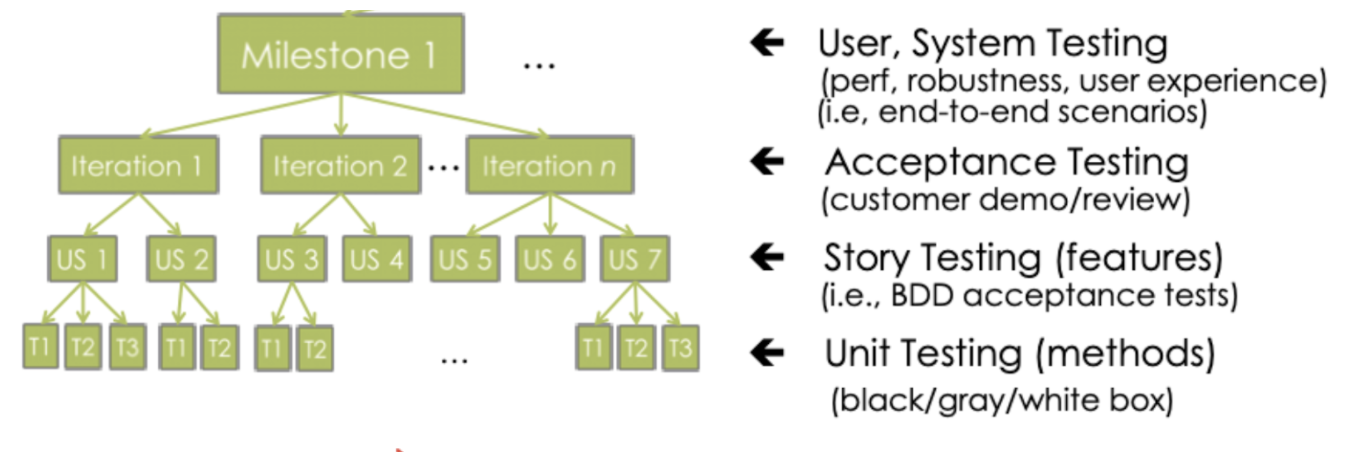 Milestone 1
...
Iteration 1
Iteration 2
...
Iteration n
US 1
US 2
US 3
US 4
US 5
US 6
US 7
T1
T2
T3
T1
T2
T1
T2
...
T1
T2
T3
← User, System Testing
(perf, robustness, user experience)
(i.e, end-to-end scenarios)
← Acceptance Testing
(customer demo/review)
← Story Testing (features)
(i.e., BDD acceptance tests)
← Unit Testing (methods)
(black/gray/white box)